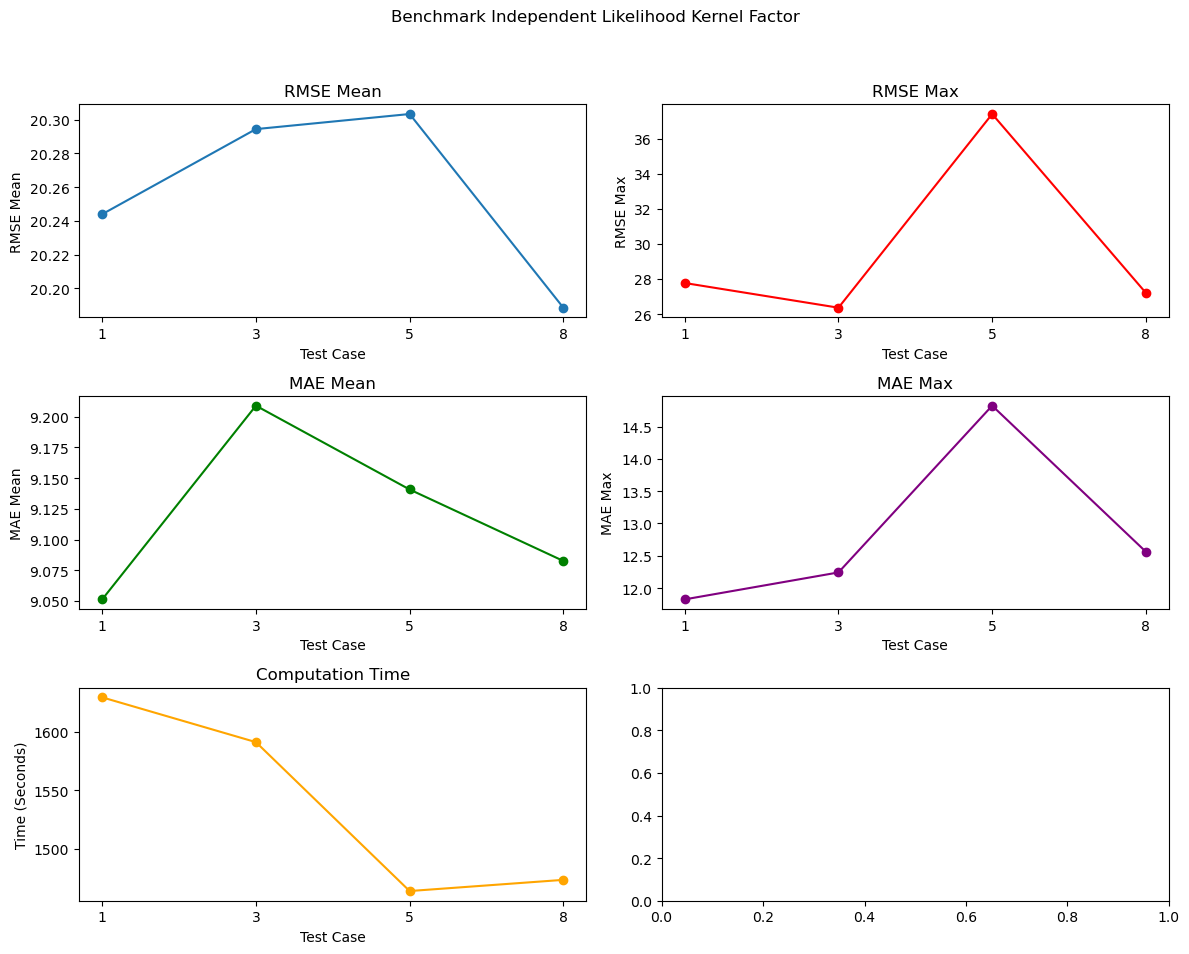 Benchmark Independent Likelihood Kernel Factor
RMSE Mean
RMSE Mean
20.30
20.28
20.26
20.24
20.22
20.20
1 3 5 8
Test Case
RMSE Max
RMSE Max
36
34
32
30
28
26
1 3 5 8
Test Case
MAE Mean
MAE Mean
9.200
9.175
9.150
9.125
9.100
9.075
9.050
1 3 5 8
Test Case
MAE Max
MAE Max
14.5
14.0
13.5
13.0
12.5
12.0
1 3 5 8
Test Case
Computation Time
Time (Seconds)
1600
1550
1500
1 3 5 8
Test Case
1.0
0.8
0.6
0.4
0.2
0.0
0.0 0.2 0.4 0.6 0.8 1.0